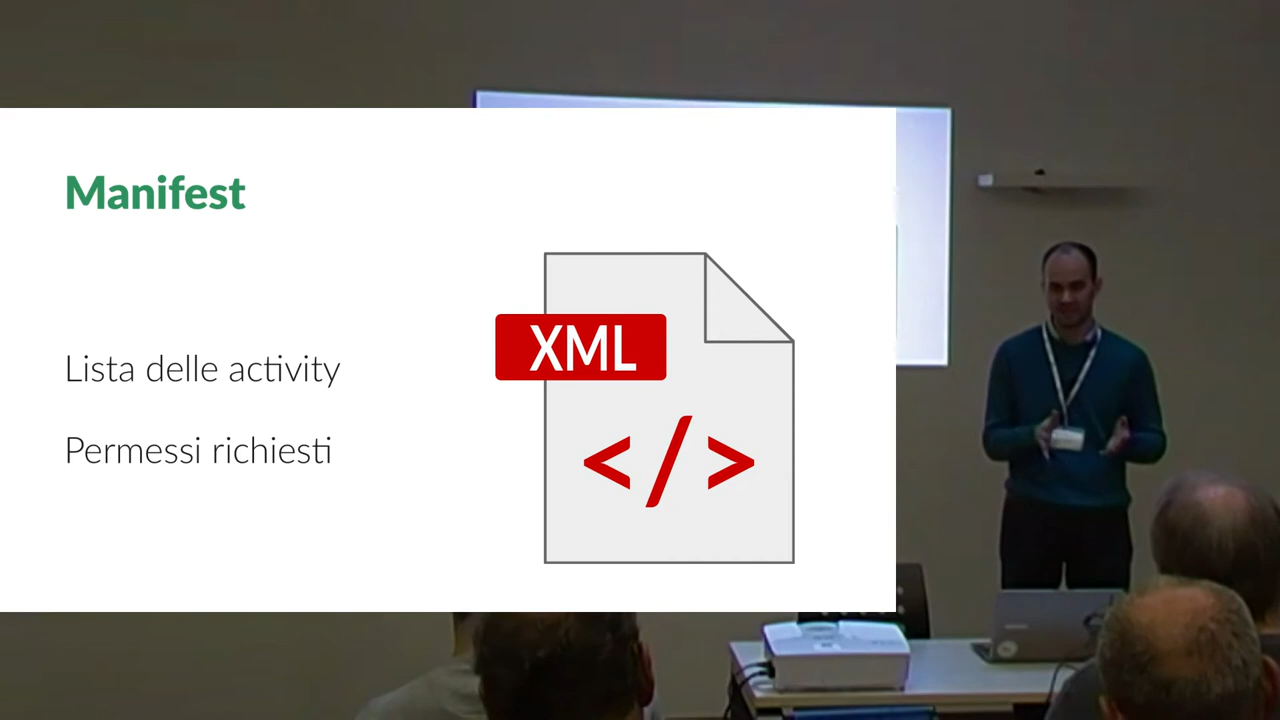 Manifest
Lista delle activity
Permessi richiesti
XML
</>